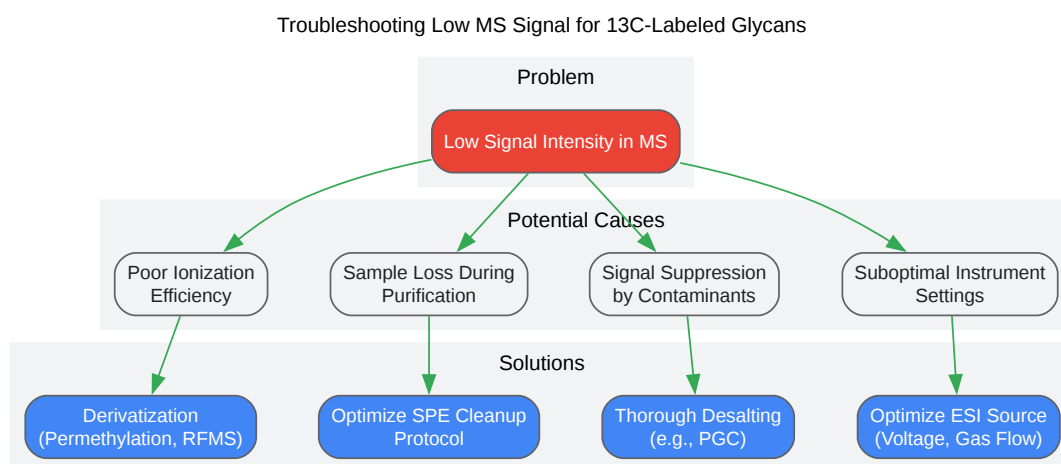 Troubleshooting Low MS Signal for 13C-Labeled Glycans
Problem
Low Signal Intensity in MS
Potential Causes
Poor Ionization
Efficiency
Sample Loss During
Purification
Signal Suppression
by Contaminants
Suboptimal Instrument
Settings
Solutions
Derivatization
(Permethylation, RFMS)
Optimize SPE Cleanup
Protocol
Thorough Desalting
(e.g., PGC)
Optimize ESI Source
(Voltage, Gas Flow)